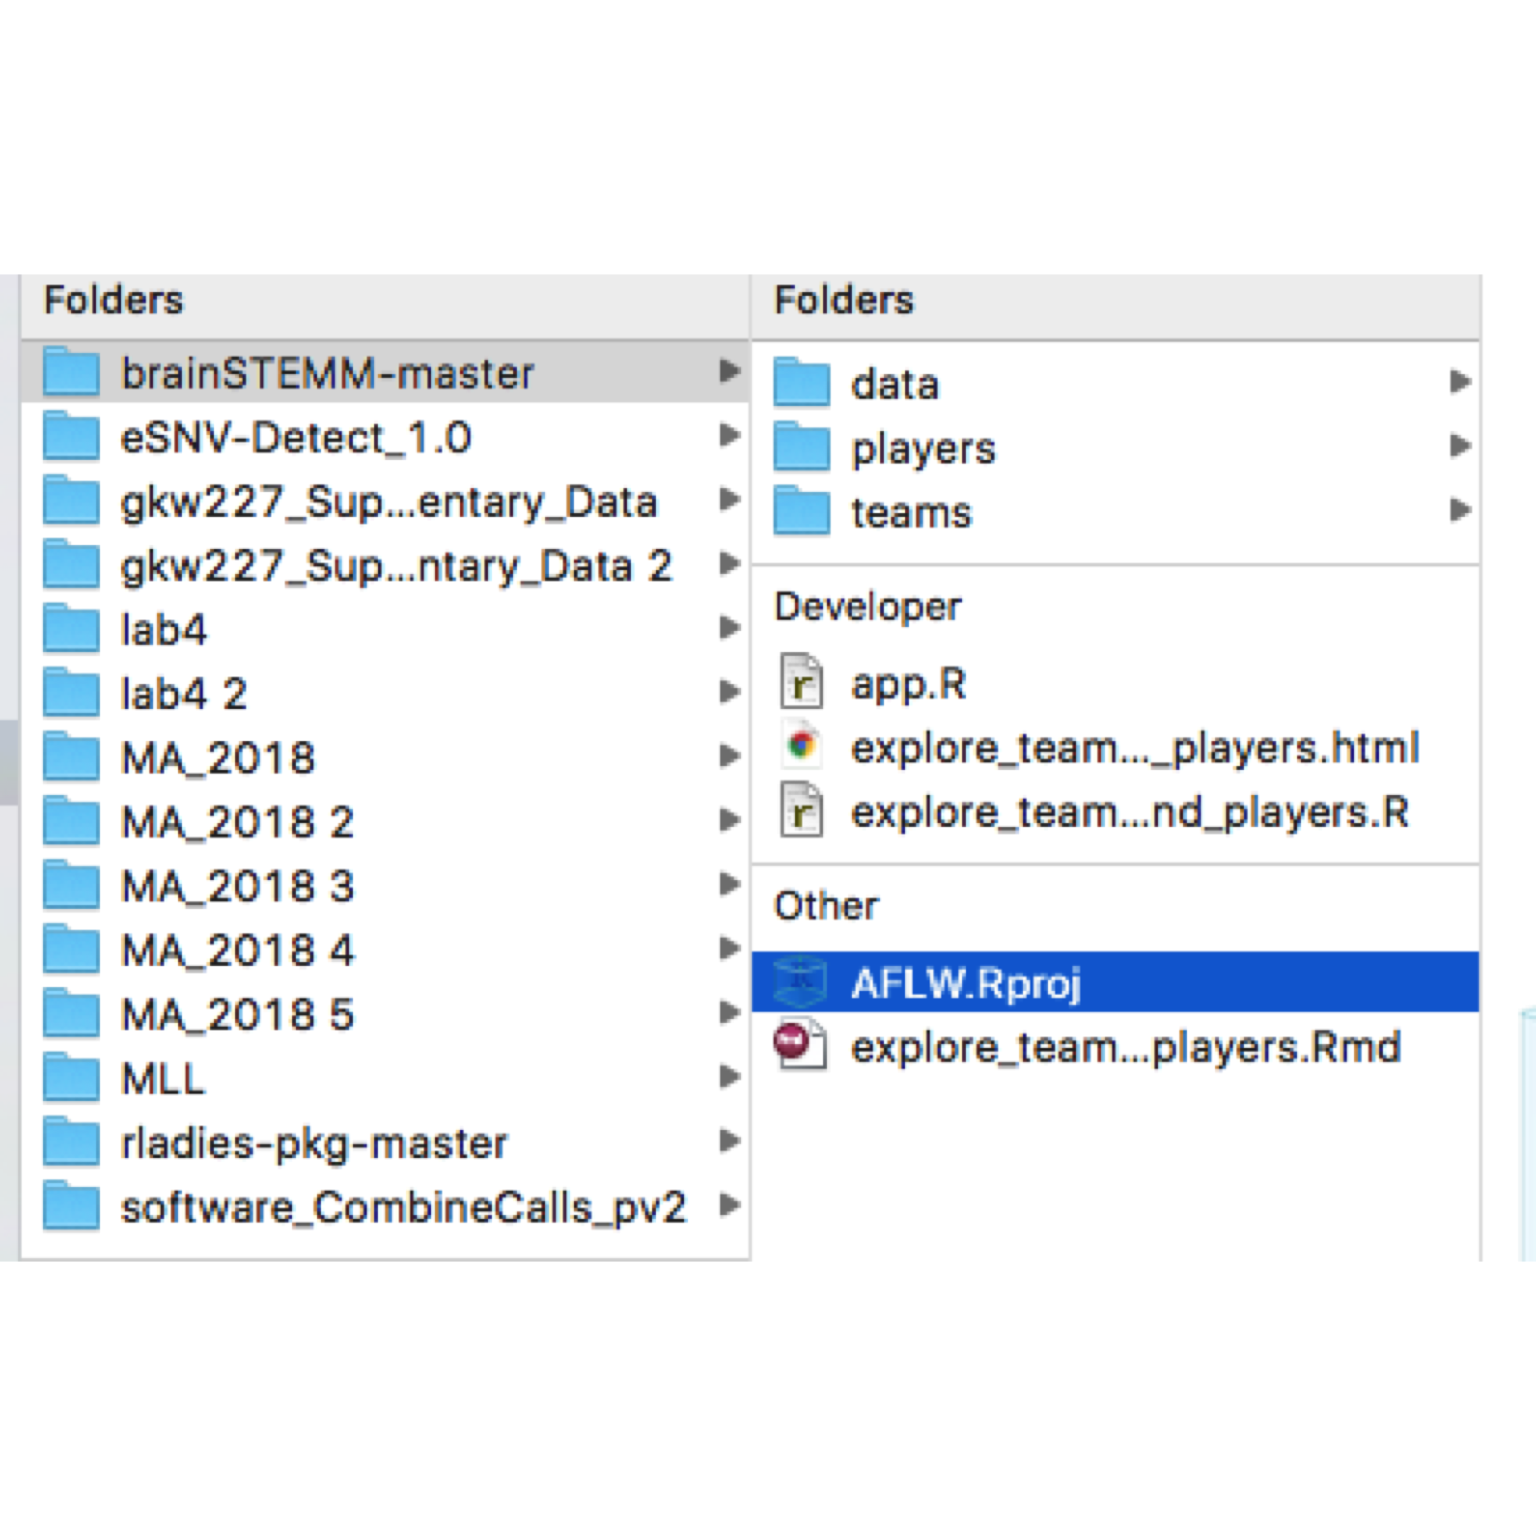 Folders
brainSTEMM-master
eSNV-Detect_1.0
gkw227_Sup...entary_Data
gkw227_Sup...ntary_Data 2
lab4
lab4 2
MA_2018
MA_2018 2
MA_2018 3
MA_2018 4
MA_2018 5
MLL
rladies-pkg-master
software_CombineCalls_pv2
Folders
data
players
teams
Developer
app.R
explore_team..._players.html
explore_team...nd_players.R
Other
AFLW.Rproj
explore_team...players.Rmd